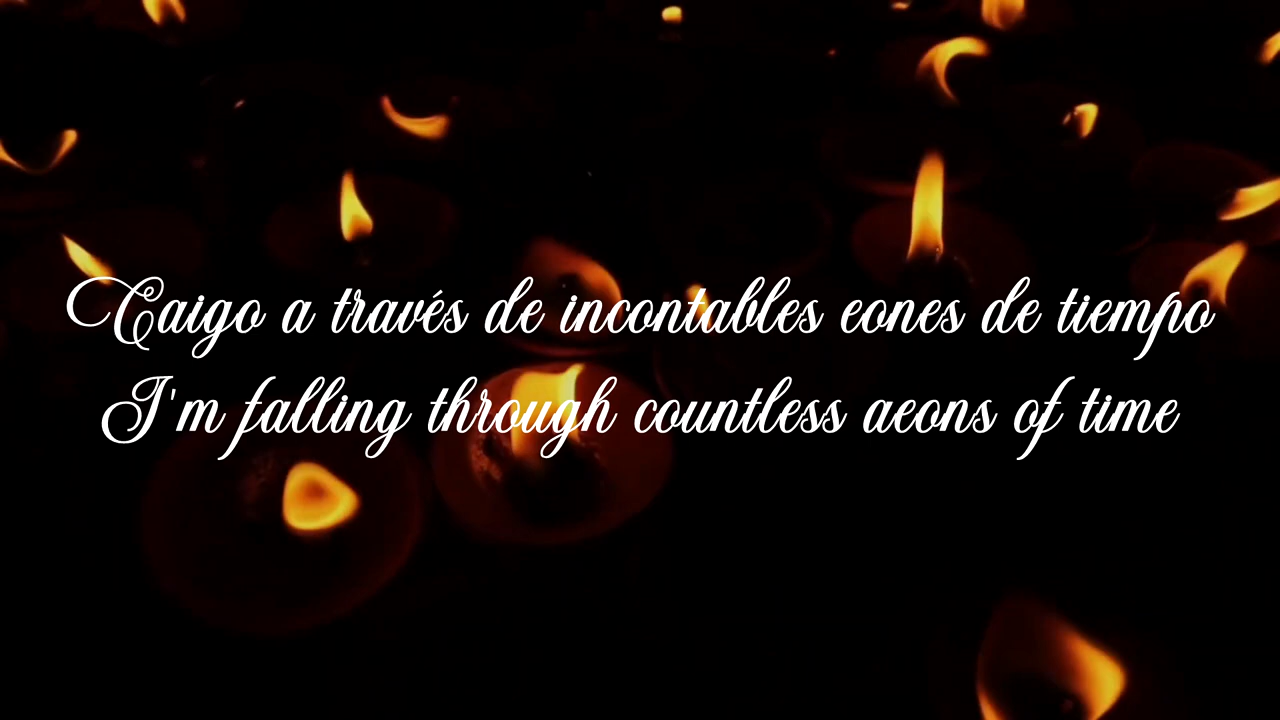 Caigo a través de incontables eones de tiempo
I'm falling through countless aeons of time